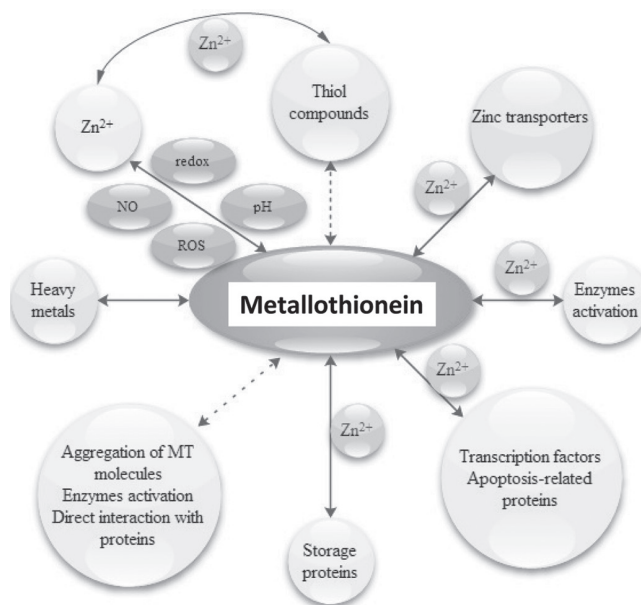 Zn²⁺
Zn²⁺
Thiol
compounds
Zinc transporters
redox
Zn²⁺
NO
pH
ROS
Heavy
metals
Metallothionein
Zn²⁺
Enzymes
activation
Zn²⁺
Zn²⁺
Aggregation of MT
molecules
Enzymes activation
Direct interaction with
proteins
Transcription factors
Apoptosis-related
proteins
Storage
proteins